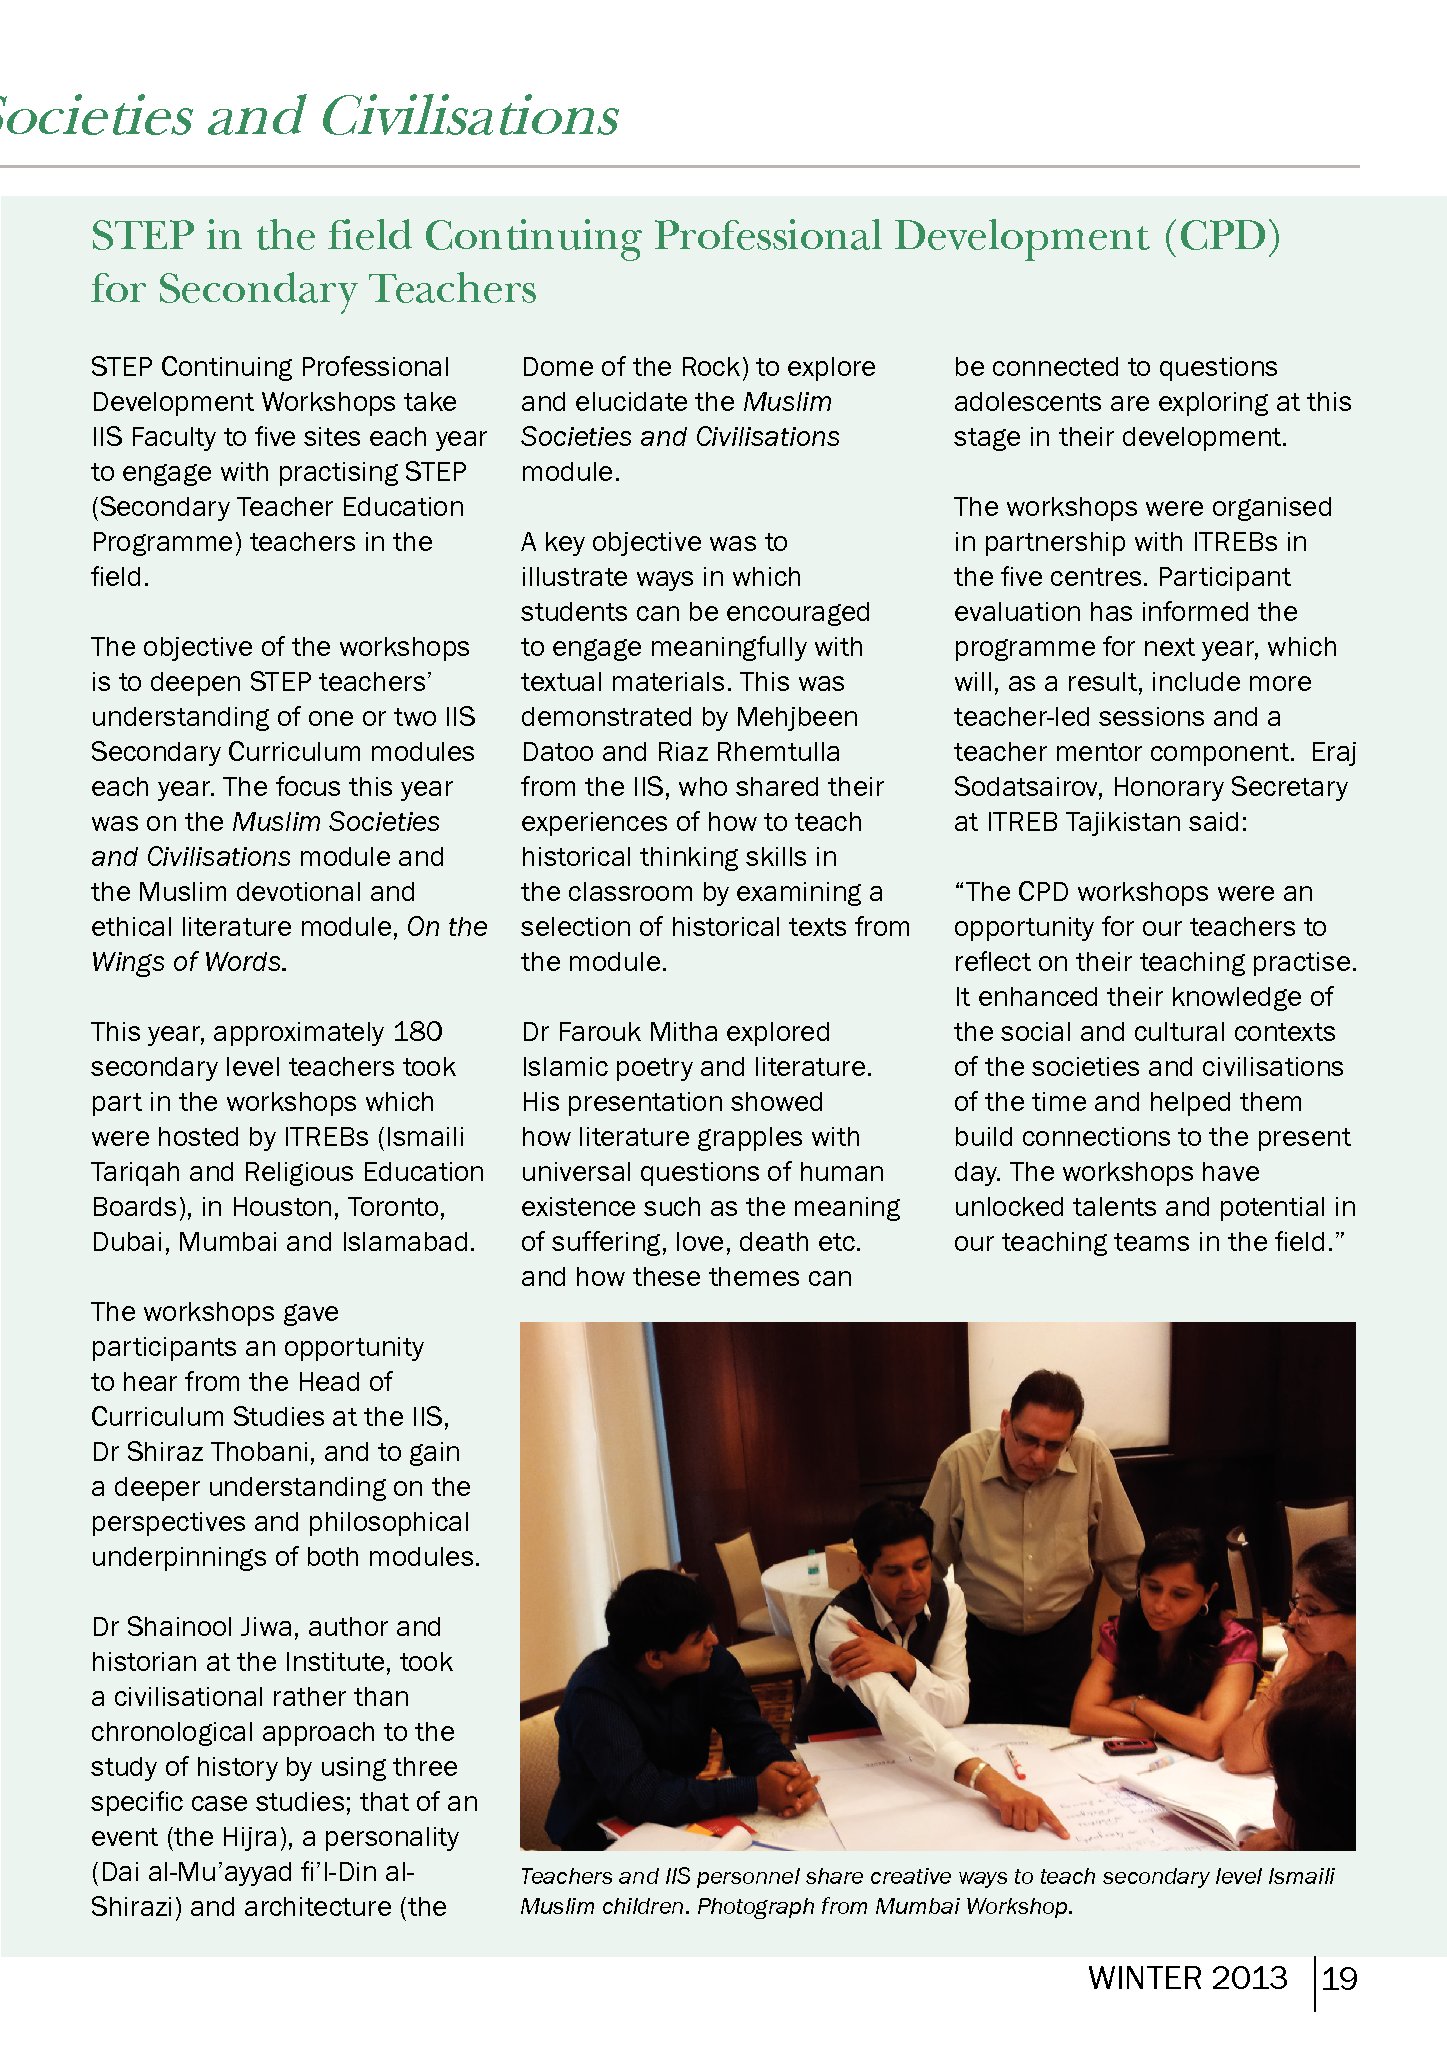 Societies and Civilisations
STEP in the field Continuing Professional Development (CPD)
for Secondary Teachers
STEP Continuing Professional
Development Workshops take
IIS Faculty to five sites each year
to engage with practising STEP
(Secondary Teacher Education
Programme) teachers in the
field.
The objective of the workshops
is to deepen STEP teachers’
understanding of one or two IIS
Secondary Curriculum modules
each year. The focus this year
was on the Muslim Societies
and Civilisations module and
the Muslim devotional and
ethical literature module, On the
Wings of Words.
This year, approximately 180
secondary level teachers took
part in the workshops which
were hosted by ITREBs (Ismaili
Tariqah and Religious Education
Boards), in Houston, Toronto,
Dubai, Mumbai and Islamabad.
The workshops gave
participants an opportunity
to hear from the Head of
Curriculum Studies at the IIS,
Dr Shiraz Thobani, and to gain
a deeper understanding on the
perspectives and philosophical
underpinnings of both modules.
Dr Shainool Jiwa, author and
historian at the Institute, took
a civilisational rather than
chronological approach to the
study of history by using three
specific case studies; that of an
event (the Hijra), a personality
(Dai al-Mu’ayyad fi’l-Din al-
Shirazi) and architecture (the
Dome of the Rock) to explore
and elucidate the Muslim
Societies and Civilisations
module.
A key objective was to
illustrate ways in which
students can be encouraged
to engage meaningfully with
textual materials. This was
demonstrated by Mehjbeen
Datoo and Riaz Rhemtulla
from the IIS, who shared their
experiences of how to teach
historical thinking skills in
the classroom by examining a
selection of historical texts from
the module.
Dr Farouk Mitha explored
Islamic poetry and literature.
His presentation showed
how literature grapples with
universal questions of human
existence such as the meaning
of suffering, love, death etc.
and how these themes can
be connected to questions
adolescents are exploring at this
stage in their development.
The workshops were organised
in partnership with ITREBs in
the five centres. Participant
evaluation has informed the
programme for next year, which
will, as a result, include more
teacher-led sessions and a
teacher mentor component.  Eraj
Sodatsairov, Honorary Secretary
at ITREB Tajikistan said:
“The CPD workshops were an
opportunity for our teachers to
reflect on their teaching practise.
It enhanced their knowledge of
the social and cultural contexts
of the societies and civilisations
of the time and helped them
build connections to the present
day. The workshops have
unlocked talents and potential in
our teaching teams in the field.”
Teachers and IIS personnel share creative ways to teach secondary level Ismaili
Muslim children. Photograph from Mumbai Workshop.
WINTER 2013 19